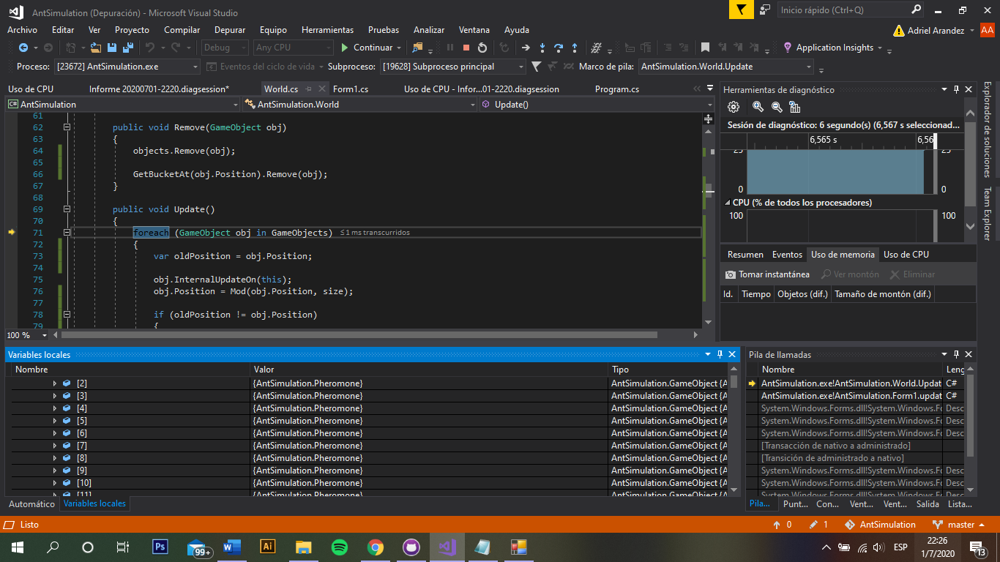 AntSimulation (Depuración) - Microsoft Visual Studio
Inicio rápido (Ctrl+Q)
Archivo Editar Ver Proyecto Compilar Depurar Equipo Herramientas Pruebas Analizar Ventana Ayuda
Adriel Arandez AA
Debug Any CPU Continuar Application Insights
Proceso: [23672] AntSimulation.exe Eventos del ciclo de vida Subproceso: [19628] Subproceso principal Marco de pila: AntSimulation.World.Update
Uso de CPU Informe 20200701-2220.diagsession* World.cs Form1.cs Uso de CPU - Infor...01-2220.diagsession Program.cs
C# AntSimulation AntSimulation.World Update()
61
62 public void Remove(GameObject obj)
63 {
64 objects.Remove(obj);
65
66 GetBucketAt(obj.Position).Remove(obj);
67 }
68
69 public void Update()
70 {
71 foreach (GameObject obj in GameObjects) ≤1 ms transcurridos
72 {
73 var oldPosition = obj.Position;
74
75 obj.InternalUpdateOn(this);
76 obj.Position = Mod(obj.Position, size);
77
78 if (oldPosition != obj.Position)
79 {
100 %
Herramientas de diagnóstico
Sesión de diagnóstico: 6 segundo(s) (6,567 s seleccionad...
6,565 s 6,56
25 25
0 0
CPU (% de todos los procesadores)
100 100
Resumen Eventos Uso de memoria Uso de CPU
Tomar instantánea Ver montón Eliminar
Id. Tiempo Objetos (dif.) Tamaño de montón (dif.)
Explorador de soluciones
Team Explorer
Variables locales
Nombre Valor Tipo
[2] {AntSimulation.Pheromone} AntSimulation.GameObject {A
[3] {AntSimulation.Pheromone} AntSimulation.GameObject {A
[4] {AntSimulation.Pheromone} AntSimulation.GameObject {A
[5] {AntSimulation.Pheromone} AntSimulation.GameObject {A
[6] {AntSimulation.Pheromone} AntSimulation.GameObject {A
[7] {AntSimulation.Pheromone} AntSimulation.GameObject {A
[8] {AntSimulation.Pheromone} AntSimulation.GameObject {A
[9] {AntSimulation.Pheromone} AntSimulation.GameObject {A
[10] {AntSimulation.Pheromone} AntSimulation.GameObject {A
[11] {AntSimulation.Pheromone} AntSimulation.GameObject {A
Automático Variables locales
Pila de llamadas
Nombre Leng
AntSimulation.exe!AntSimulation.World.Updat C#
AntSimulation.exe!AntSimulation.Form1.updat C#
System.Windows.Forms.dll!System.Windows.Fo Desc
System.Windows.Forms.dll!System.Windows.Fo Desc
System.Windows.Forms.dll!System.Windows.Fo Desc
[Transacción de nativo a administrado]
[Transición de administrado a nativo]
System.Windows.Forms.dll!System.Windows.Fo Desc
System.Windows.Forms.dll!System.Windows.Fo Desc
System.Windows.Forms.dll!System.Windows.Fo Desc
Pila... Punt... Con... Vent... Vent... Salida Lista...
Listo 0 1 AntSimulation master
Ps 99+ W Ai ESP
22:26
1/7/2020
13